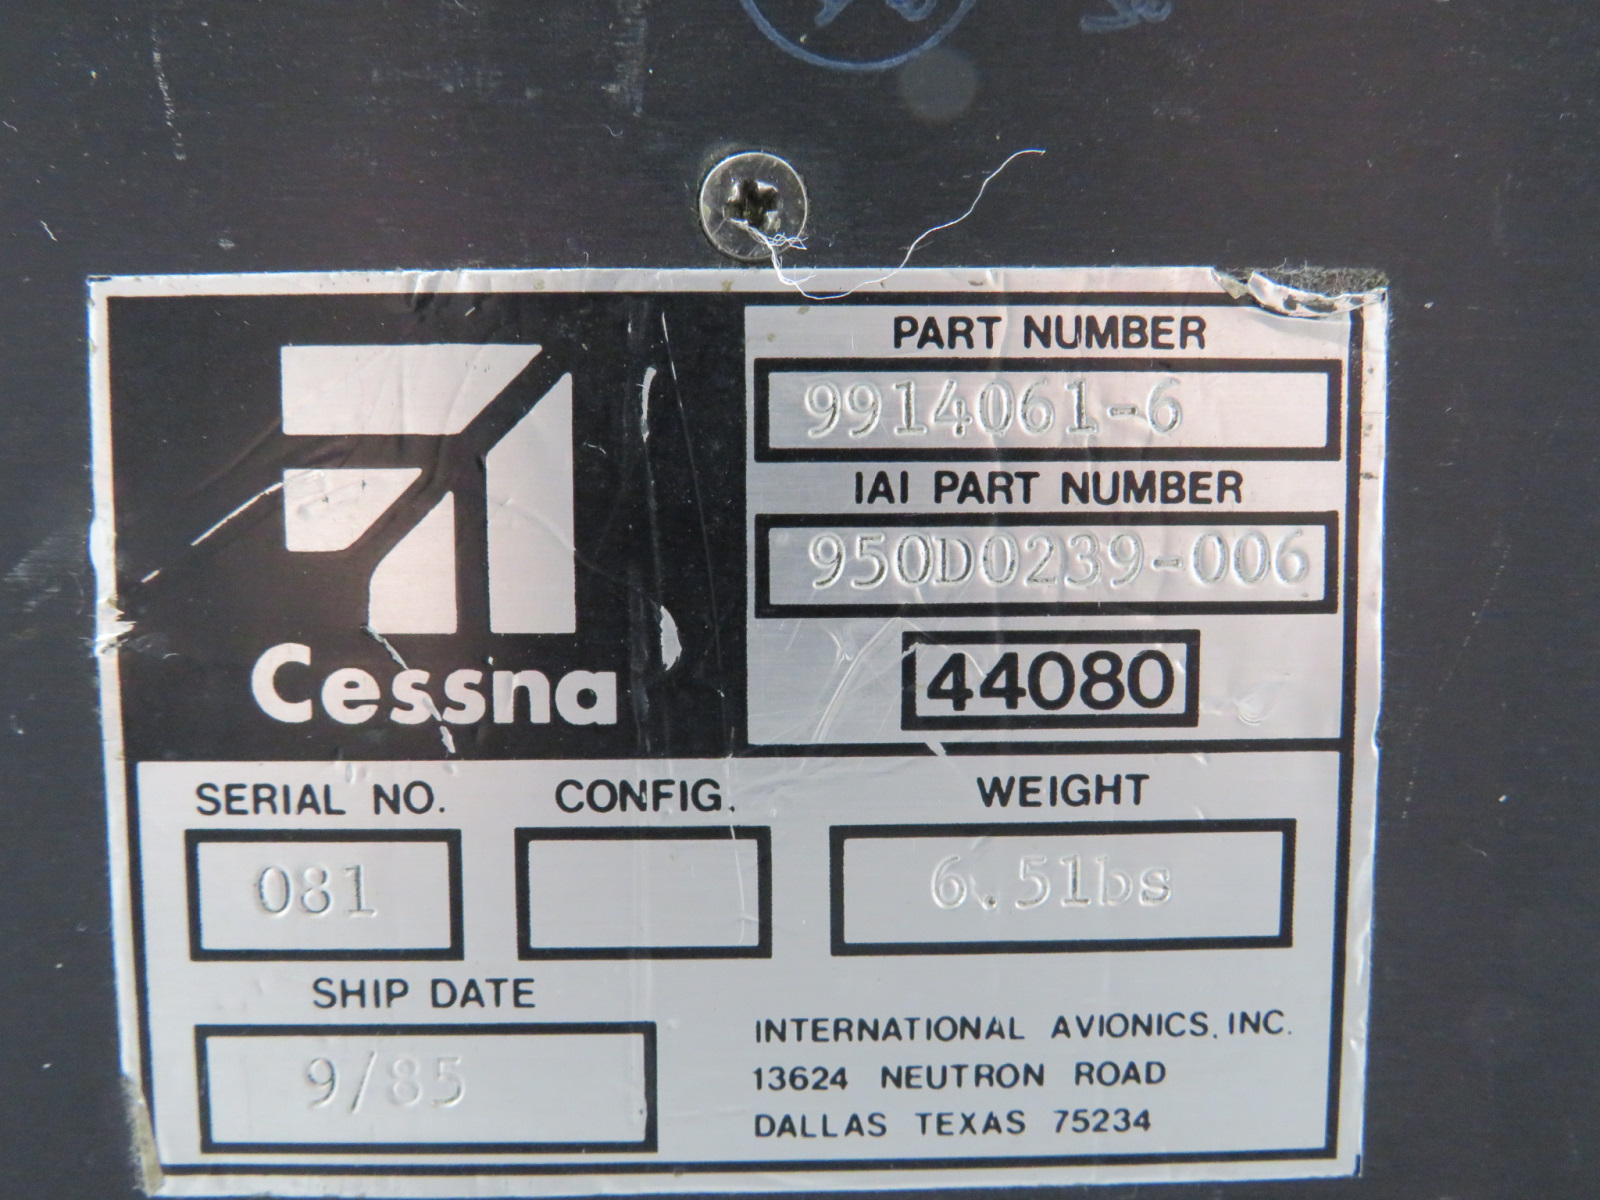 PART NUMBER
9914061-6
IAI PART NUMBER
950D0239-006
44080
Cessna
SERIAL NO. CONFIG. WEIGHT
081 6.51bs
SHIP DATE
9/85
INTERNATIONAL AVIONICS, INC.
13624 NEUTRON ROAD
DALLAS TEXAS 75234